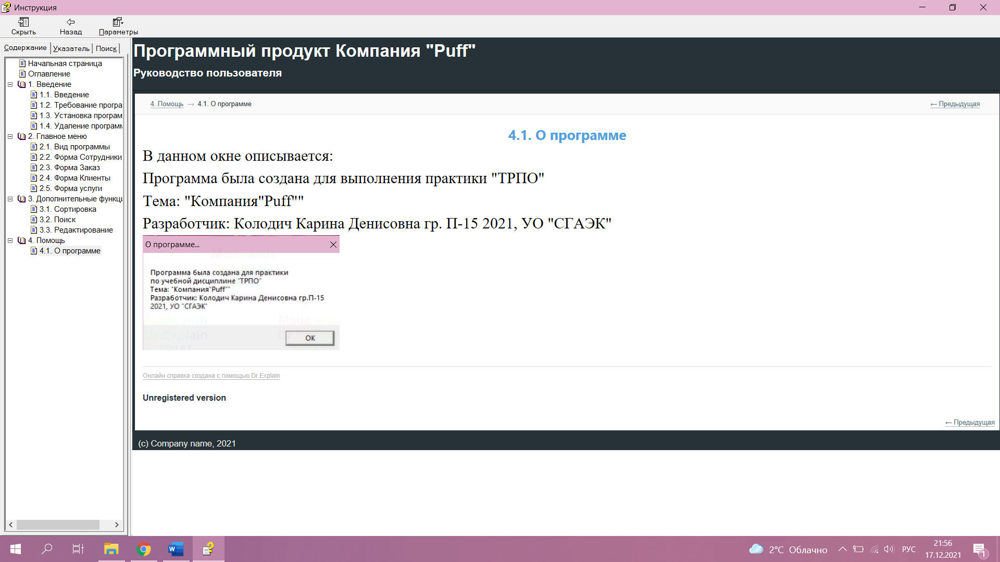 Инструкция
Скрыть
Назад
Параметры
Содержание
Указатель
Поиск
Начальная страница
Оглавление
1. Введение
1.1. Введение
1.2. Требование програ
1.3. Установка програм
1.4. Удаление програм
2. Главное меню
2.1. Вид программы
2.2. Форма Сотрудники
2.3. Форма Заказ
2.4. Форма Клиенты
2.5. Форма услуги
3. Дополнительные функц
3.1. Сортировка
3.2. Поиск
3.3. Редактирование
4. Помощь
4.1. О программе
Программный продукт Компания "Puff"
Руководство пользователя
4. Помощь → 4.1. О программе
← Предыдущая
4.1. О программе
В данном окне описывается:
Программа была создана для выполнения практики "ТРПО"
Тема: "Компания"Puff""
Разработчик: Колодич Карина Денисовна гр. П-15 2021, УО "СГАЭК"
О программе...
Программа была создана для практики
по учебной дисциплине "ТРПО"
Тема: "Компания"Puff""
Разработчик: Колодич Карина Денисовна гр.П-15
2021, УО "СГАЭК"
OK
Онлайн справка создана с помощью Dr.Explain
Unregistered version
← Предыдущая
(c) Company name, 2021
2°C Облачно
РУС
21:56
17.12.2021
1